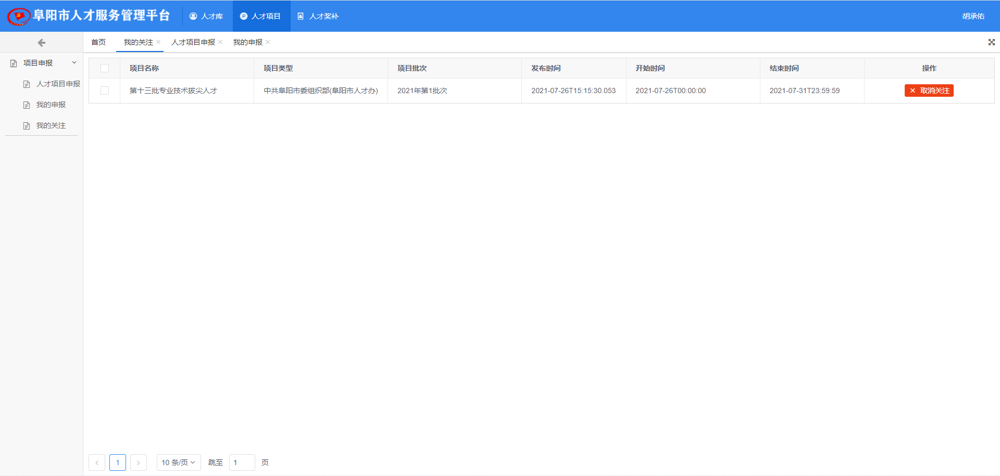 阜阳市人才服务管理平台 人才库 人才项目 人才奖补 胡承佑
首页 我的关注 人才项目申报 我的申报
项目申报
人才项目申报
我的申报
我的关注
项目名称 项目类型 项目批次 发布时间 开始时间 结束时间 操作
第十三批专业技术拔尖人才 中共阜阳市委组织部(阜阳市人才办) 2021年第1批次 2021-07-26T15:15:30.053 2021-07-26T00:00:00 2021-07-31T23:59:59 取消关注
1 10 条/页 跳至 1 页